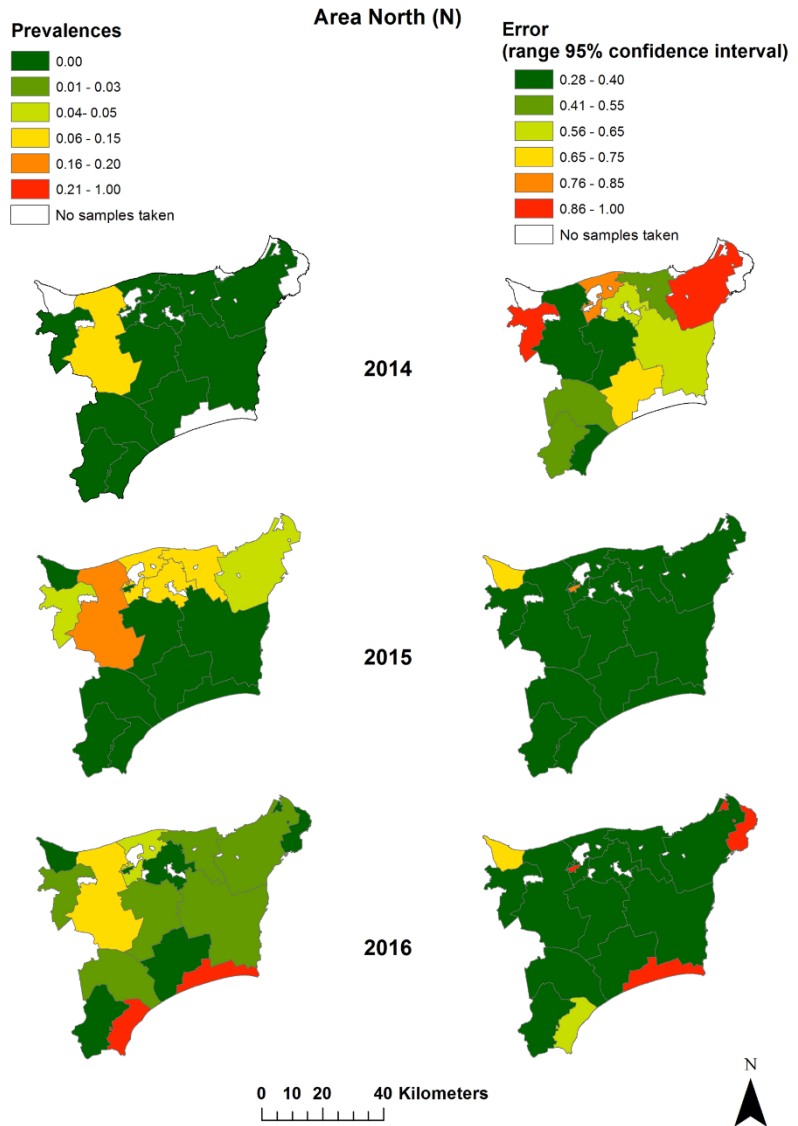 Area North (N)
Prevalences
0.00
0.01 - 0.03
0.04- 0.05
0.06 - 0.15
0.16 - 0.20
0.21 - 1.00
No samples taken
Error
(range 95% confidence interval)
0.28 - 0.40
0.41 - 0.55
0.56 - 0.65
0.65 - 0.75
0.76 - 0.85
0.86 - 1.00
No samples taken
2014
2015
2016
0 10 20 40 Kilometers
N